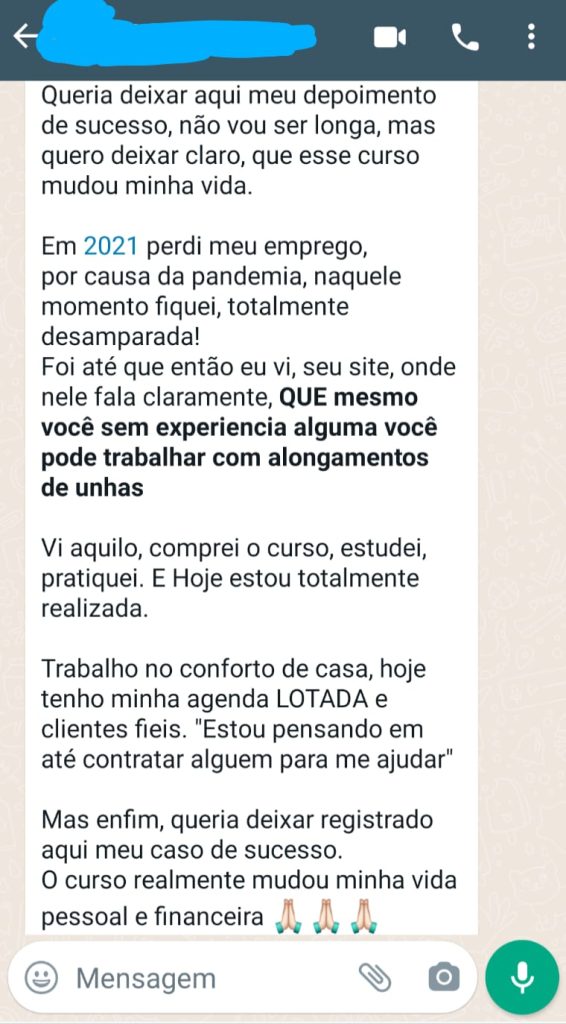 Queria deixar aqui meu depoimento
de sucesso, não vou ser longa, mas
quero deixar claro, que esse curso
mudou minha vida.
Em 2021 perdi meu emprego,
por causa da pandemia, naquele
momento fiquei, totalmente
desamparada!
Foi até que então eu vi, seu site, onde
nele fala claramente, QUE mesmo
você sem experiencia alguma você
pode trabalhar com alongamentos
de unhas
Vi aquilo, comprei o curso, estudei,
pratiquei. E Hoje estou totalmente
realizada.
Trabalho no conforto de casa, hoje
tenho minha agenda LOTADA e
clientes fieis. "Estou pensando em
até contratar alguem para me ajudar"
Mas enfim, queria deixar registrado
aqui meu caso de sucesso.
O curso realmente mudou minha vida
pessoal e financeira 🙏🏻 🙏🏻 🙏🏻
Mensagem